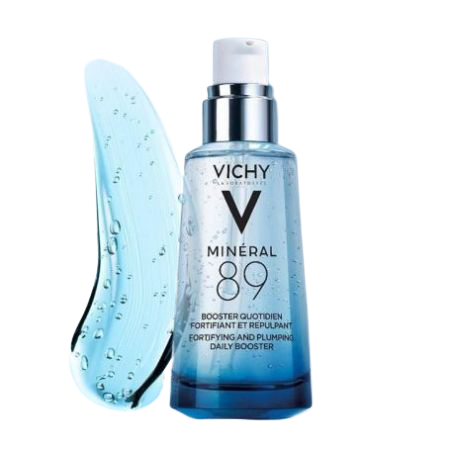 VICHY
LABORATOIRES
V
MINÉRAL
89
BOOSTER QUOTIDIEN
FORTIFIANT ET REPULPANT
FORTIFYING AND PLUMPING
DAILY BOOSTER